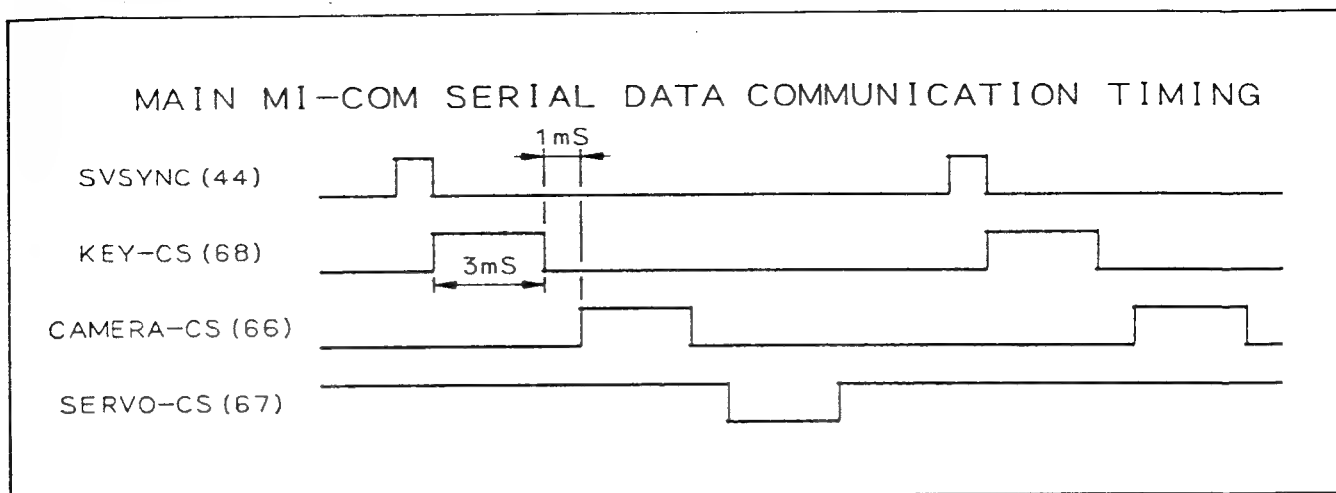 MAIN MI-COM SERIAL DATA COMMUNICATION TIMING
1mS
SVSYNC (44)
KEY-CS (68)
3mS
CAMERA-CS (66)
SERVO-CS (67)